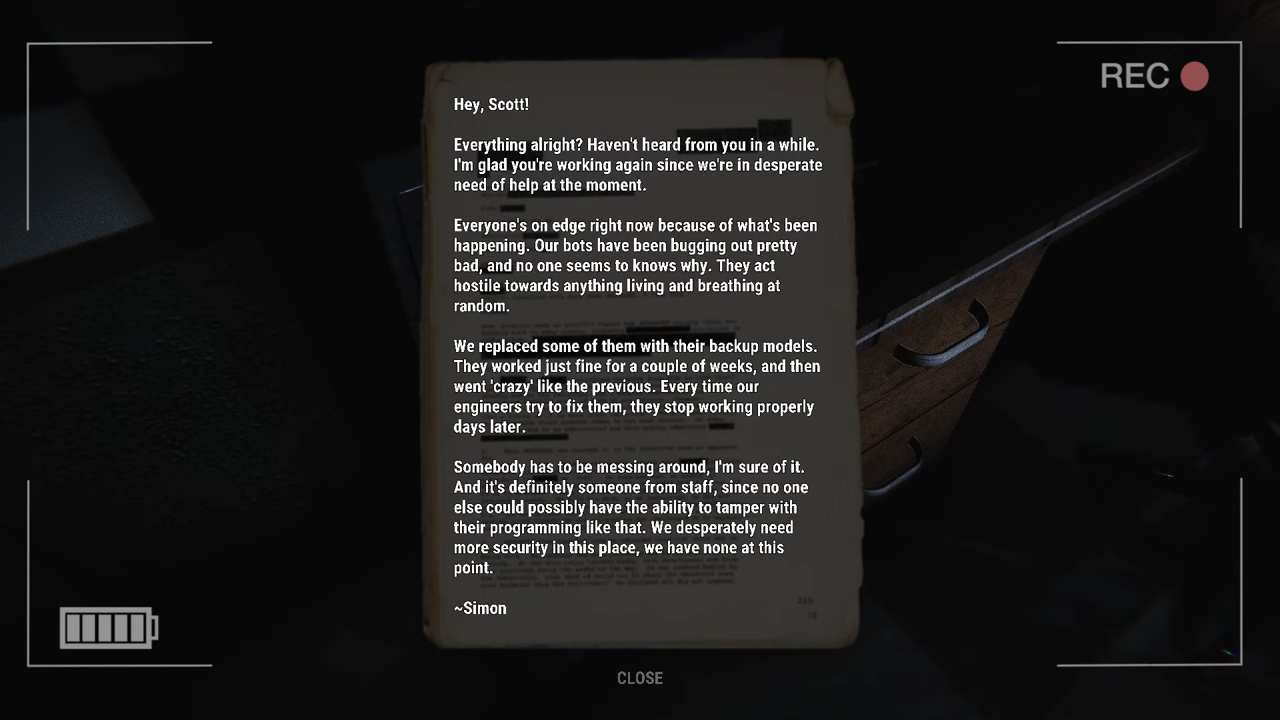 REC
Hey, Scott!
Everything alright? Haven't heard from you in a while.
I'm glad you're working again since we're in desperate
need of help at the moment.
Everyone's on edge right now because of what's been
happening. Our bots have been bugging out pretty
bad, and no one seems to knows why. They act
hostile towards anything living and breathing at
random.
We replaced some of them with their backup models.
They worked just fine for a couple of weeks, and then
went 'crazy' like the previous. Every time our
engineers try to fix them, they stop working properly
days later.
Somebody has to be messing around, I'm sure of it.
And it's definitely someone from staff, since no one
else could possibly have the ability to tamper with
their programming like that. We desperately need
more security in this place, we have none at this
point.
~Simon
CLOSE